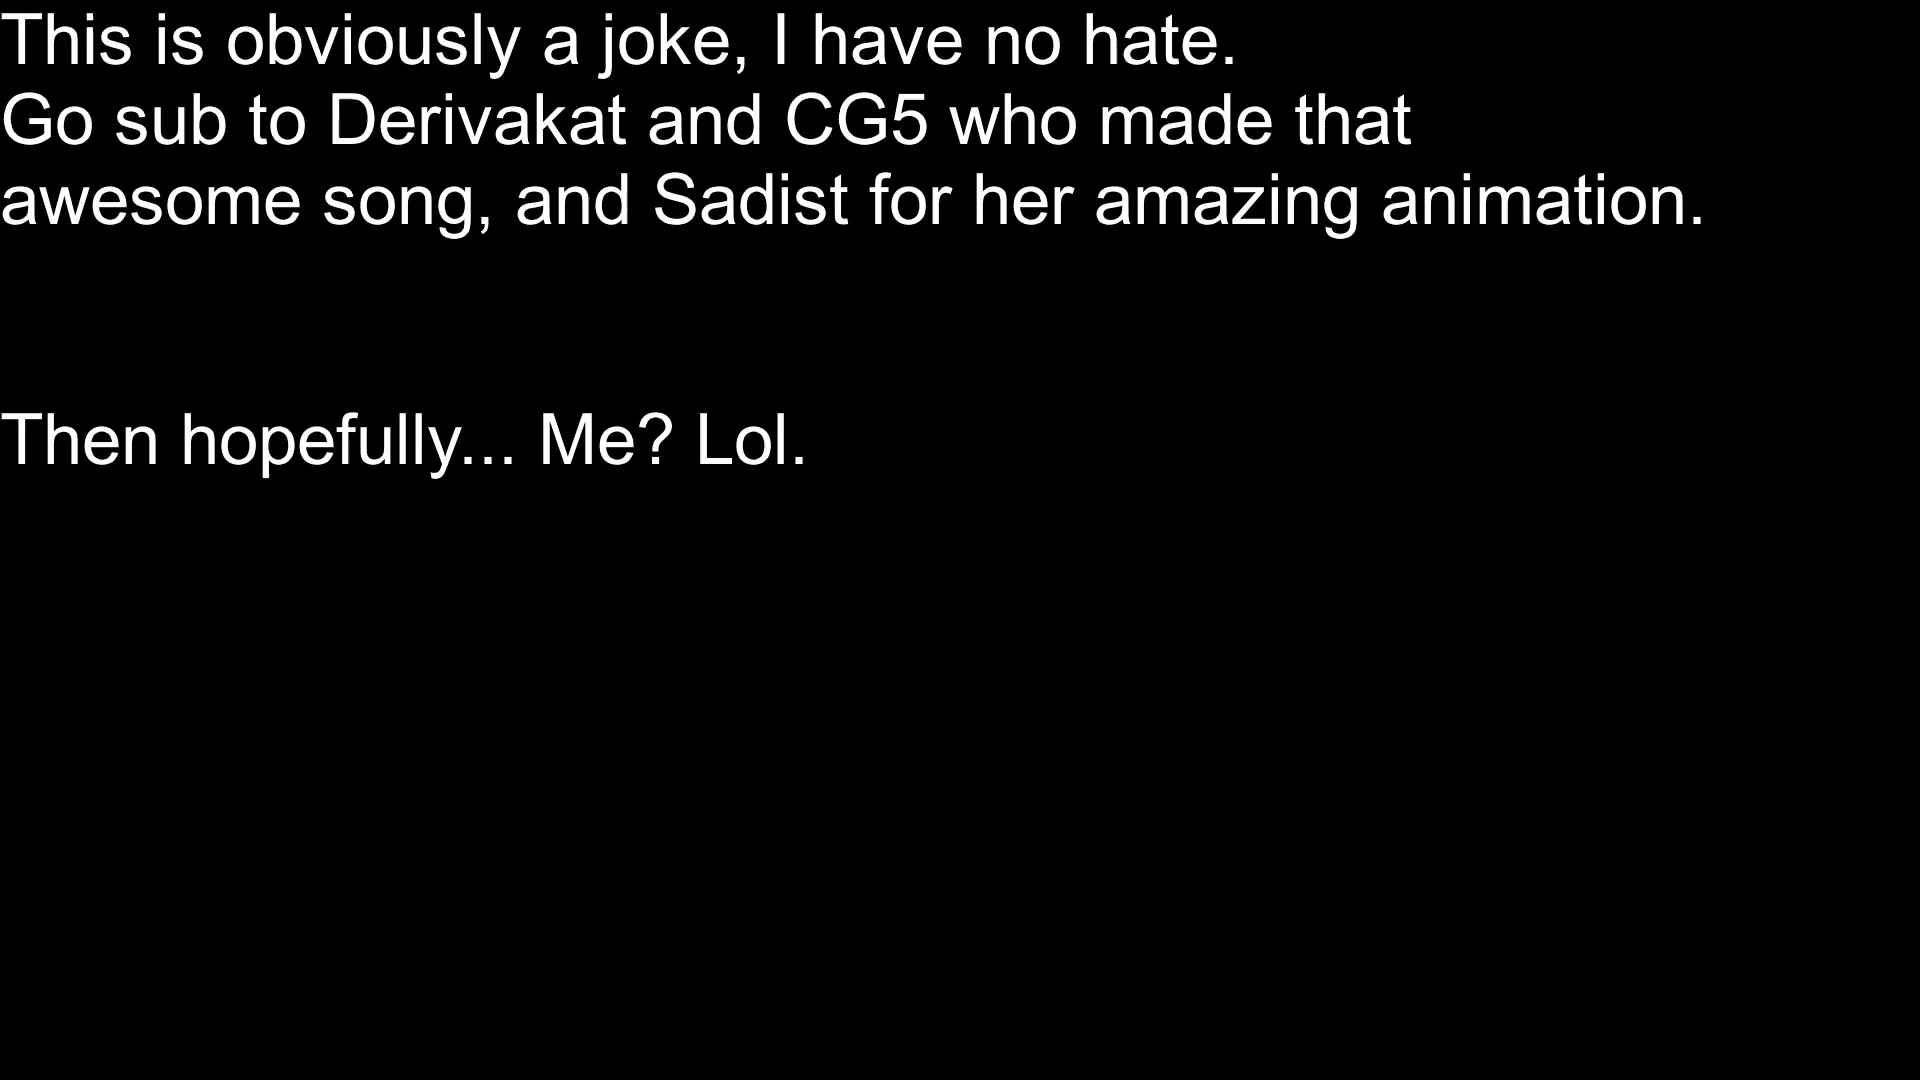 This is obviously a joke, I have no hate.
Go sub to Derivakat and CG5 who made that
awesome song, and Sadist for her amazing animation.
Then hopefully... Me? Lol.